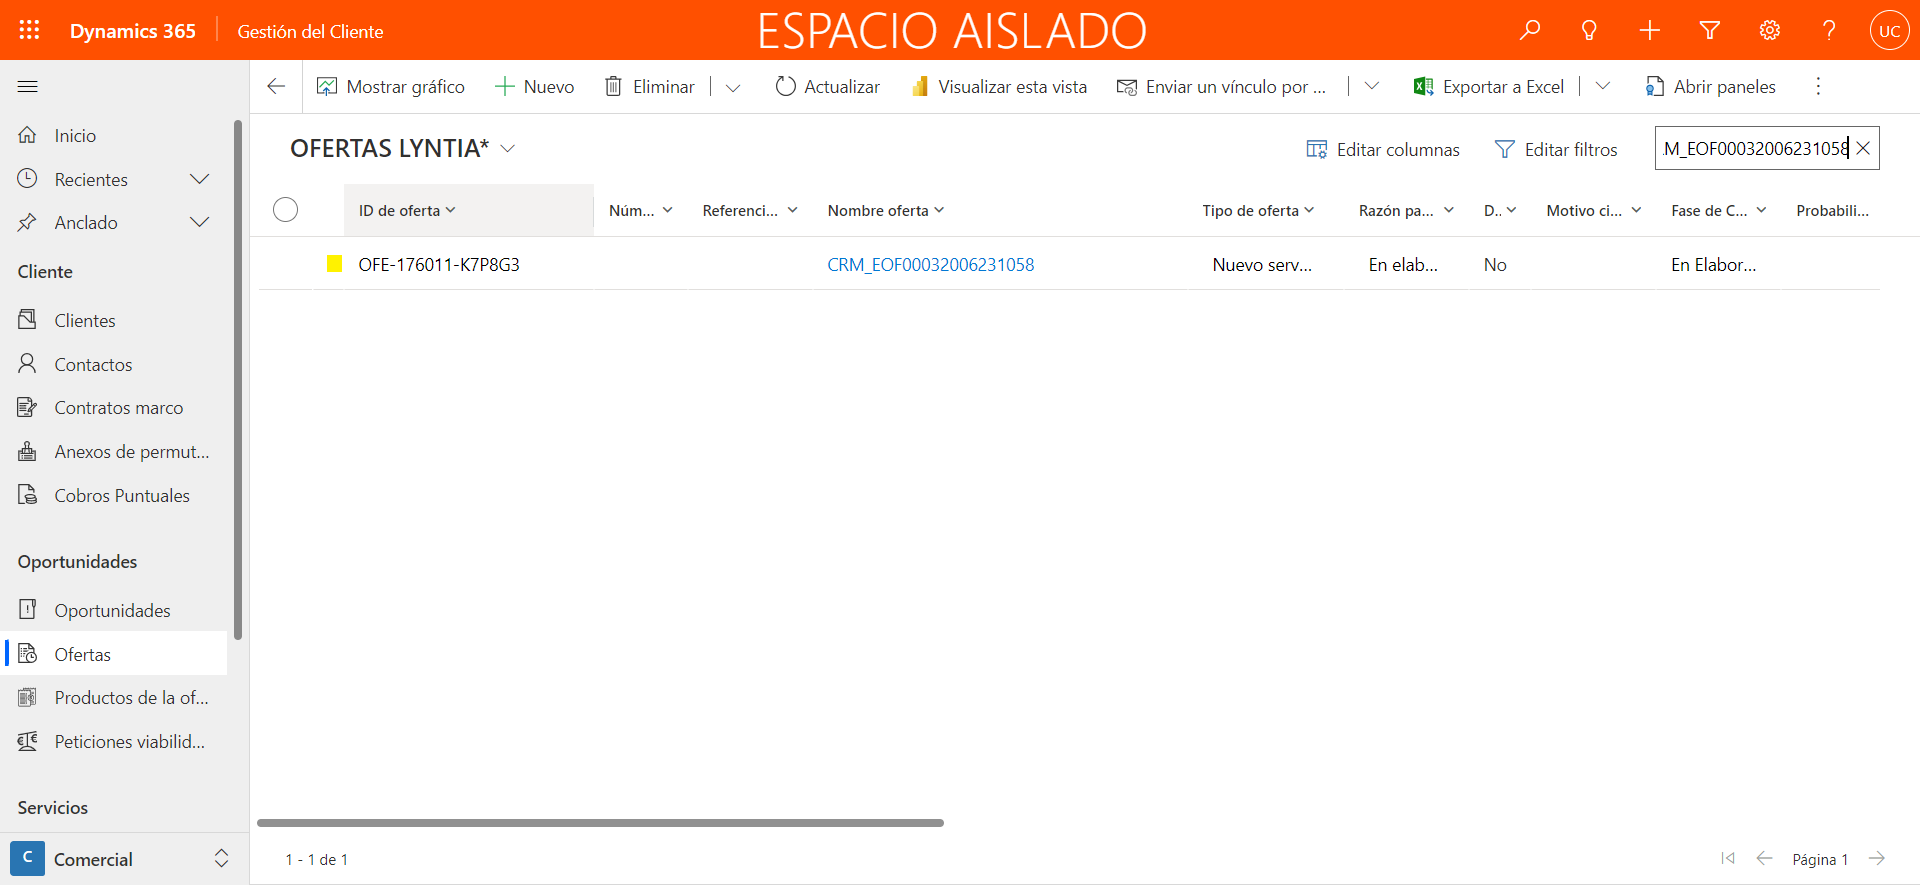 Dynamics 365
Gestión del Cliente
ESPACIO AISLADO
UC
Mostrar gráfico
Nuevo
Eliminar
Actualizar
Visualizar esta vista
Enviar un vínculo por ...
Exportar a Excel
Abrir paneles
Inicio
Recientes
Anclado
Cliente
Clientes
Contactos
Contratos marco
Anexos de permut...
Cobros Puntuales
Oportunidades
Oportunidades
Ofertas
Productos de la of...
Peticiones viabilid...
Servicios
C Comercial
OFERTAS LYNTIA*
Editar columnas
Editar filtros
M_EOF00032006231058
ID de oferta Núm... Referenci... Nombre oferta Tipo de oferta Razón pa... D.. Motivo ci... Fase de C... Probabili...
OFE-176011-K7P8G3 CRM_EOF00032006231058 Nuevo serv... En elab... No En Elabor...
1 - 1 de 1
Página 1